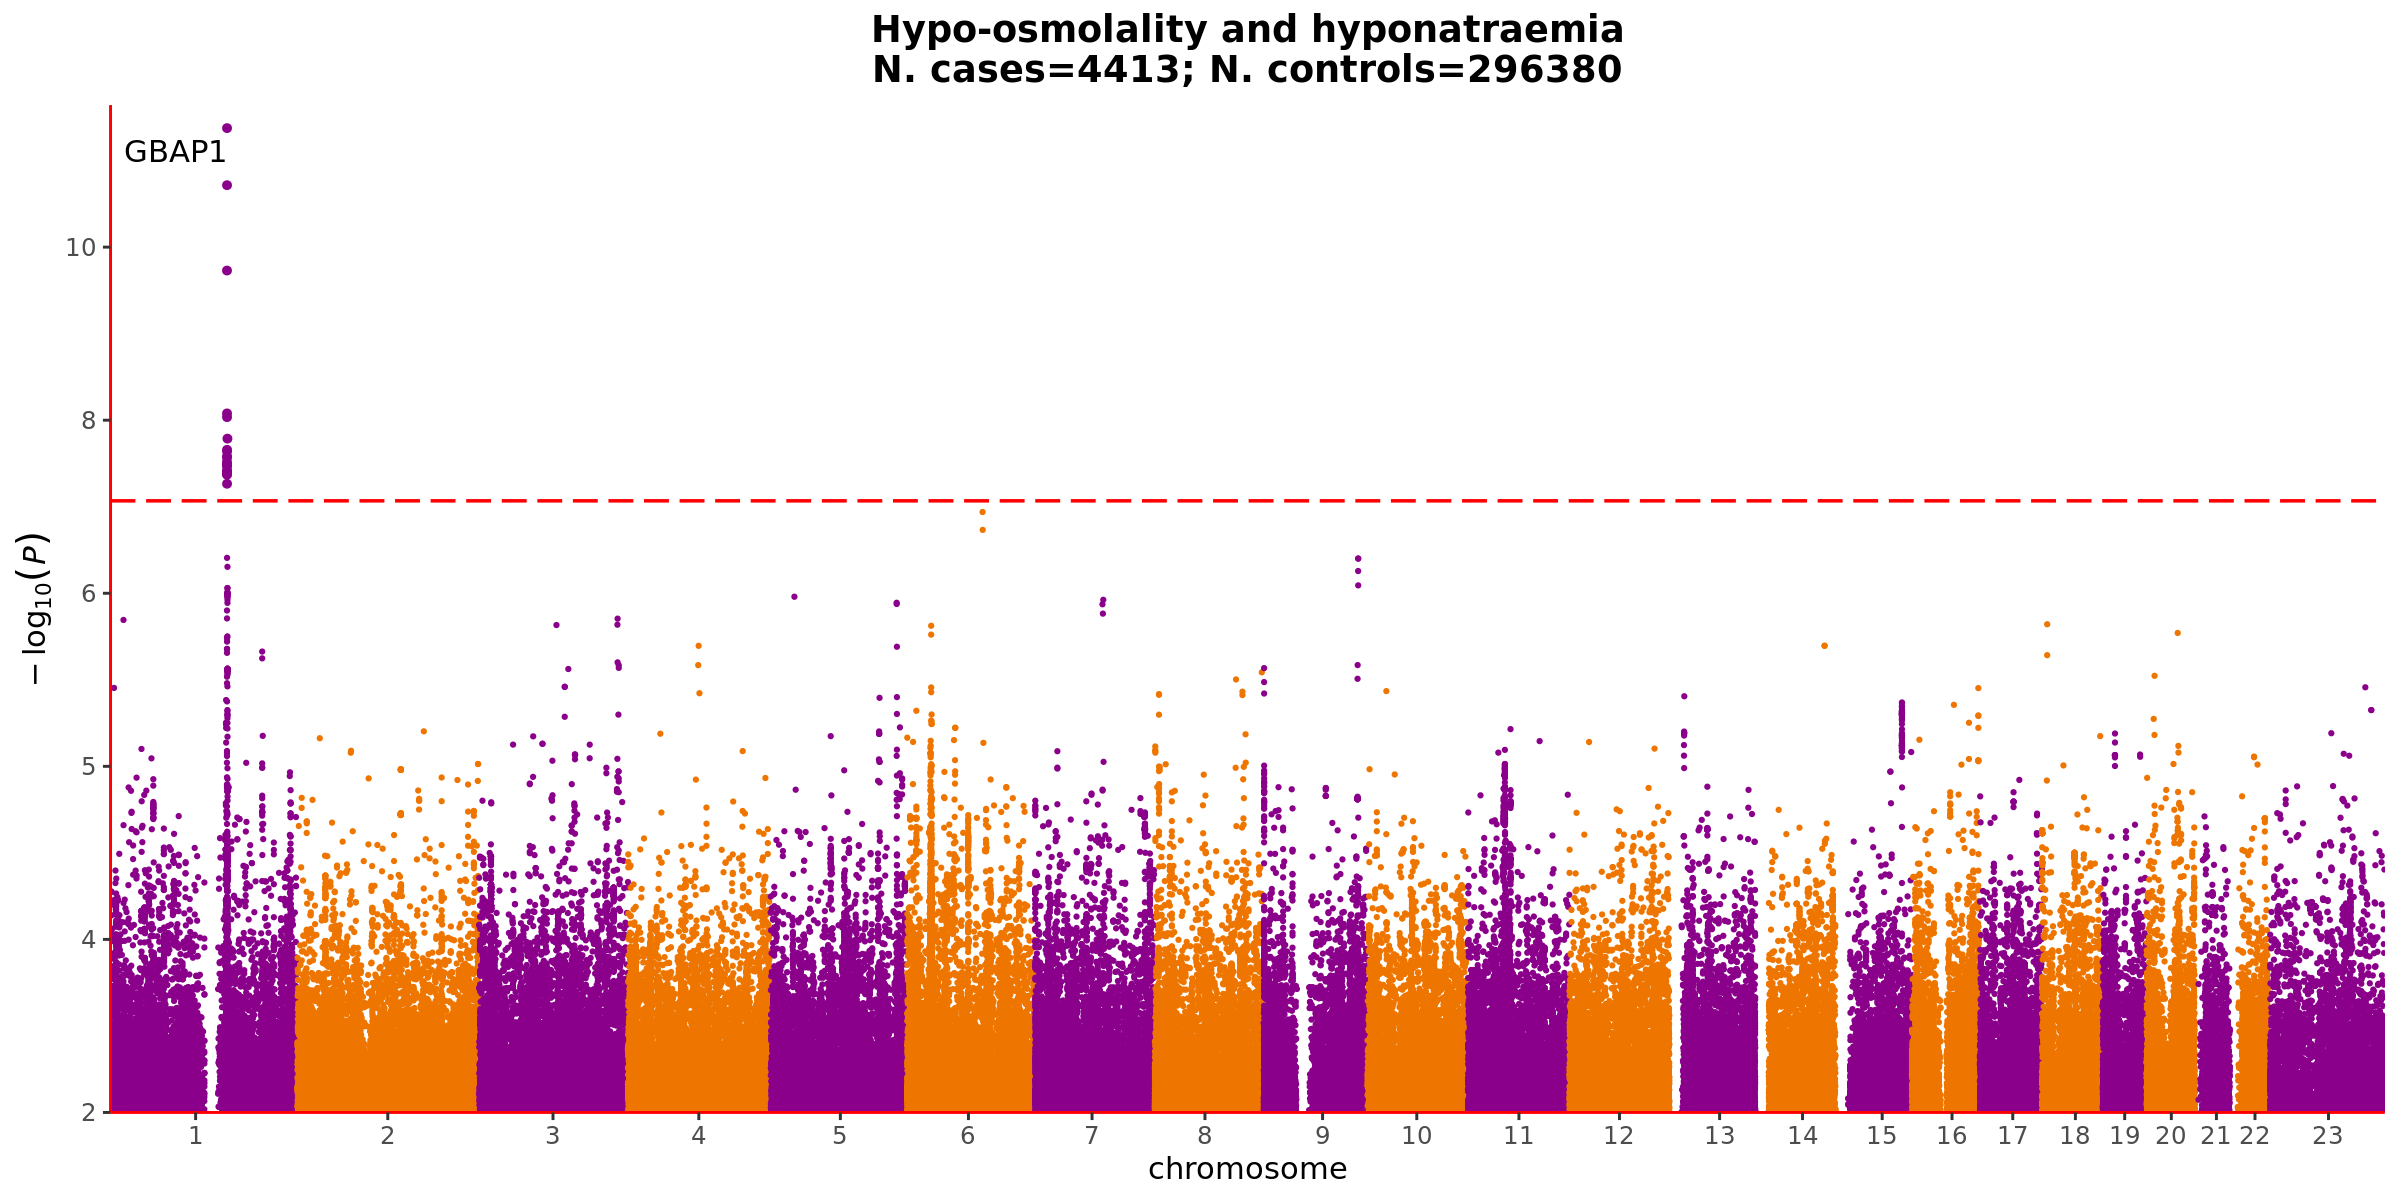 Hypo-osmolality and hyponatraemia
N. cases=4413; N. controls=296380
GBAP1
10
8
6
5
4
2
−log₁₀(P)
1 2 3 4 5 6 7 8 9 10 11 12 13 14 15 16 17 18 19 20 21 22 23
chromosome